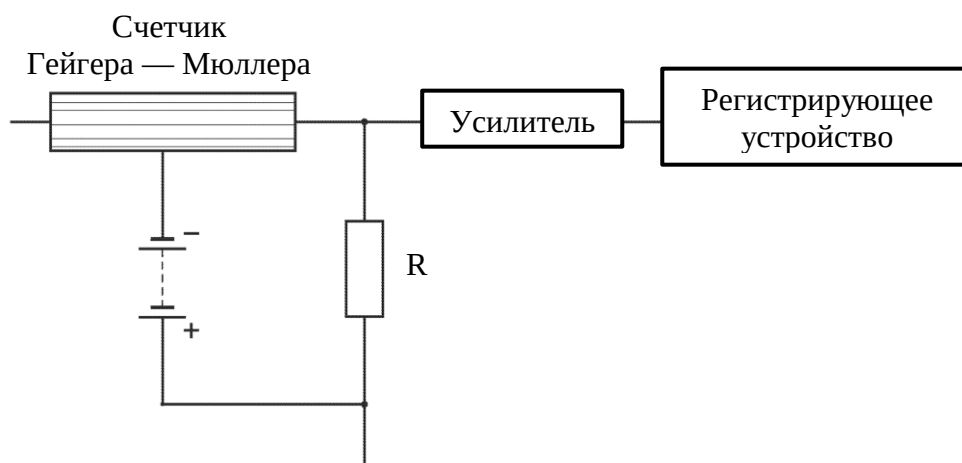 Счетчик
Гейгера — Мюллера
Усилитель
Регистрирующее
устройство
R
−
+